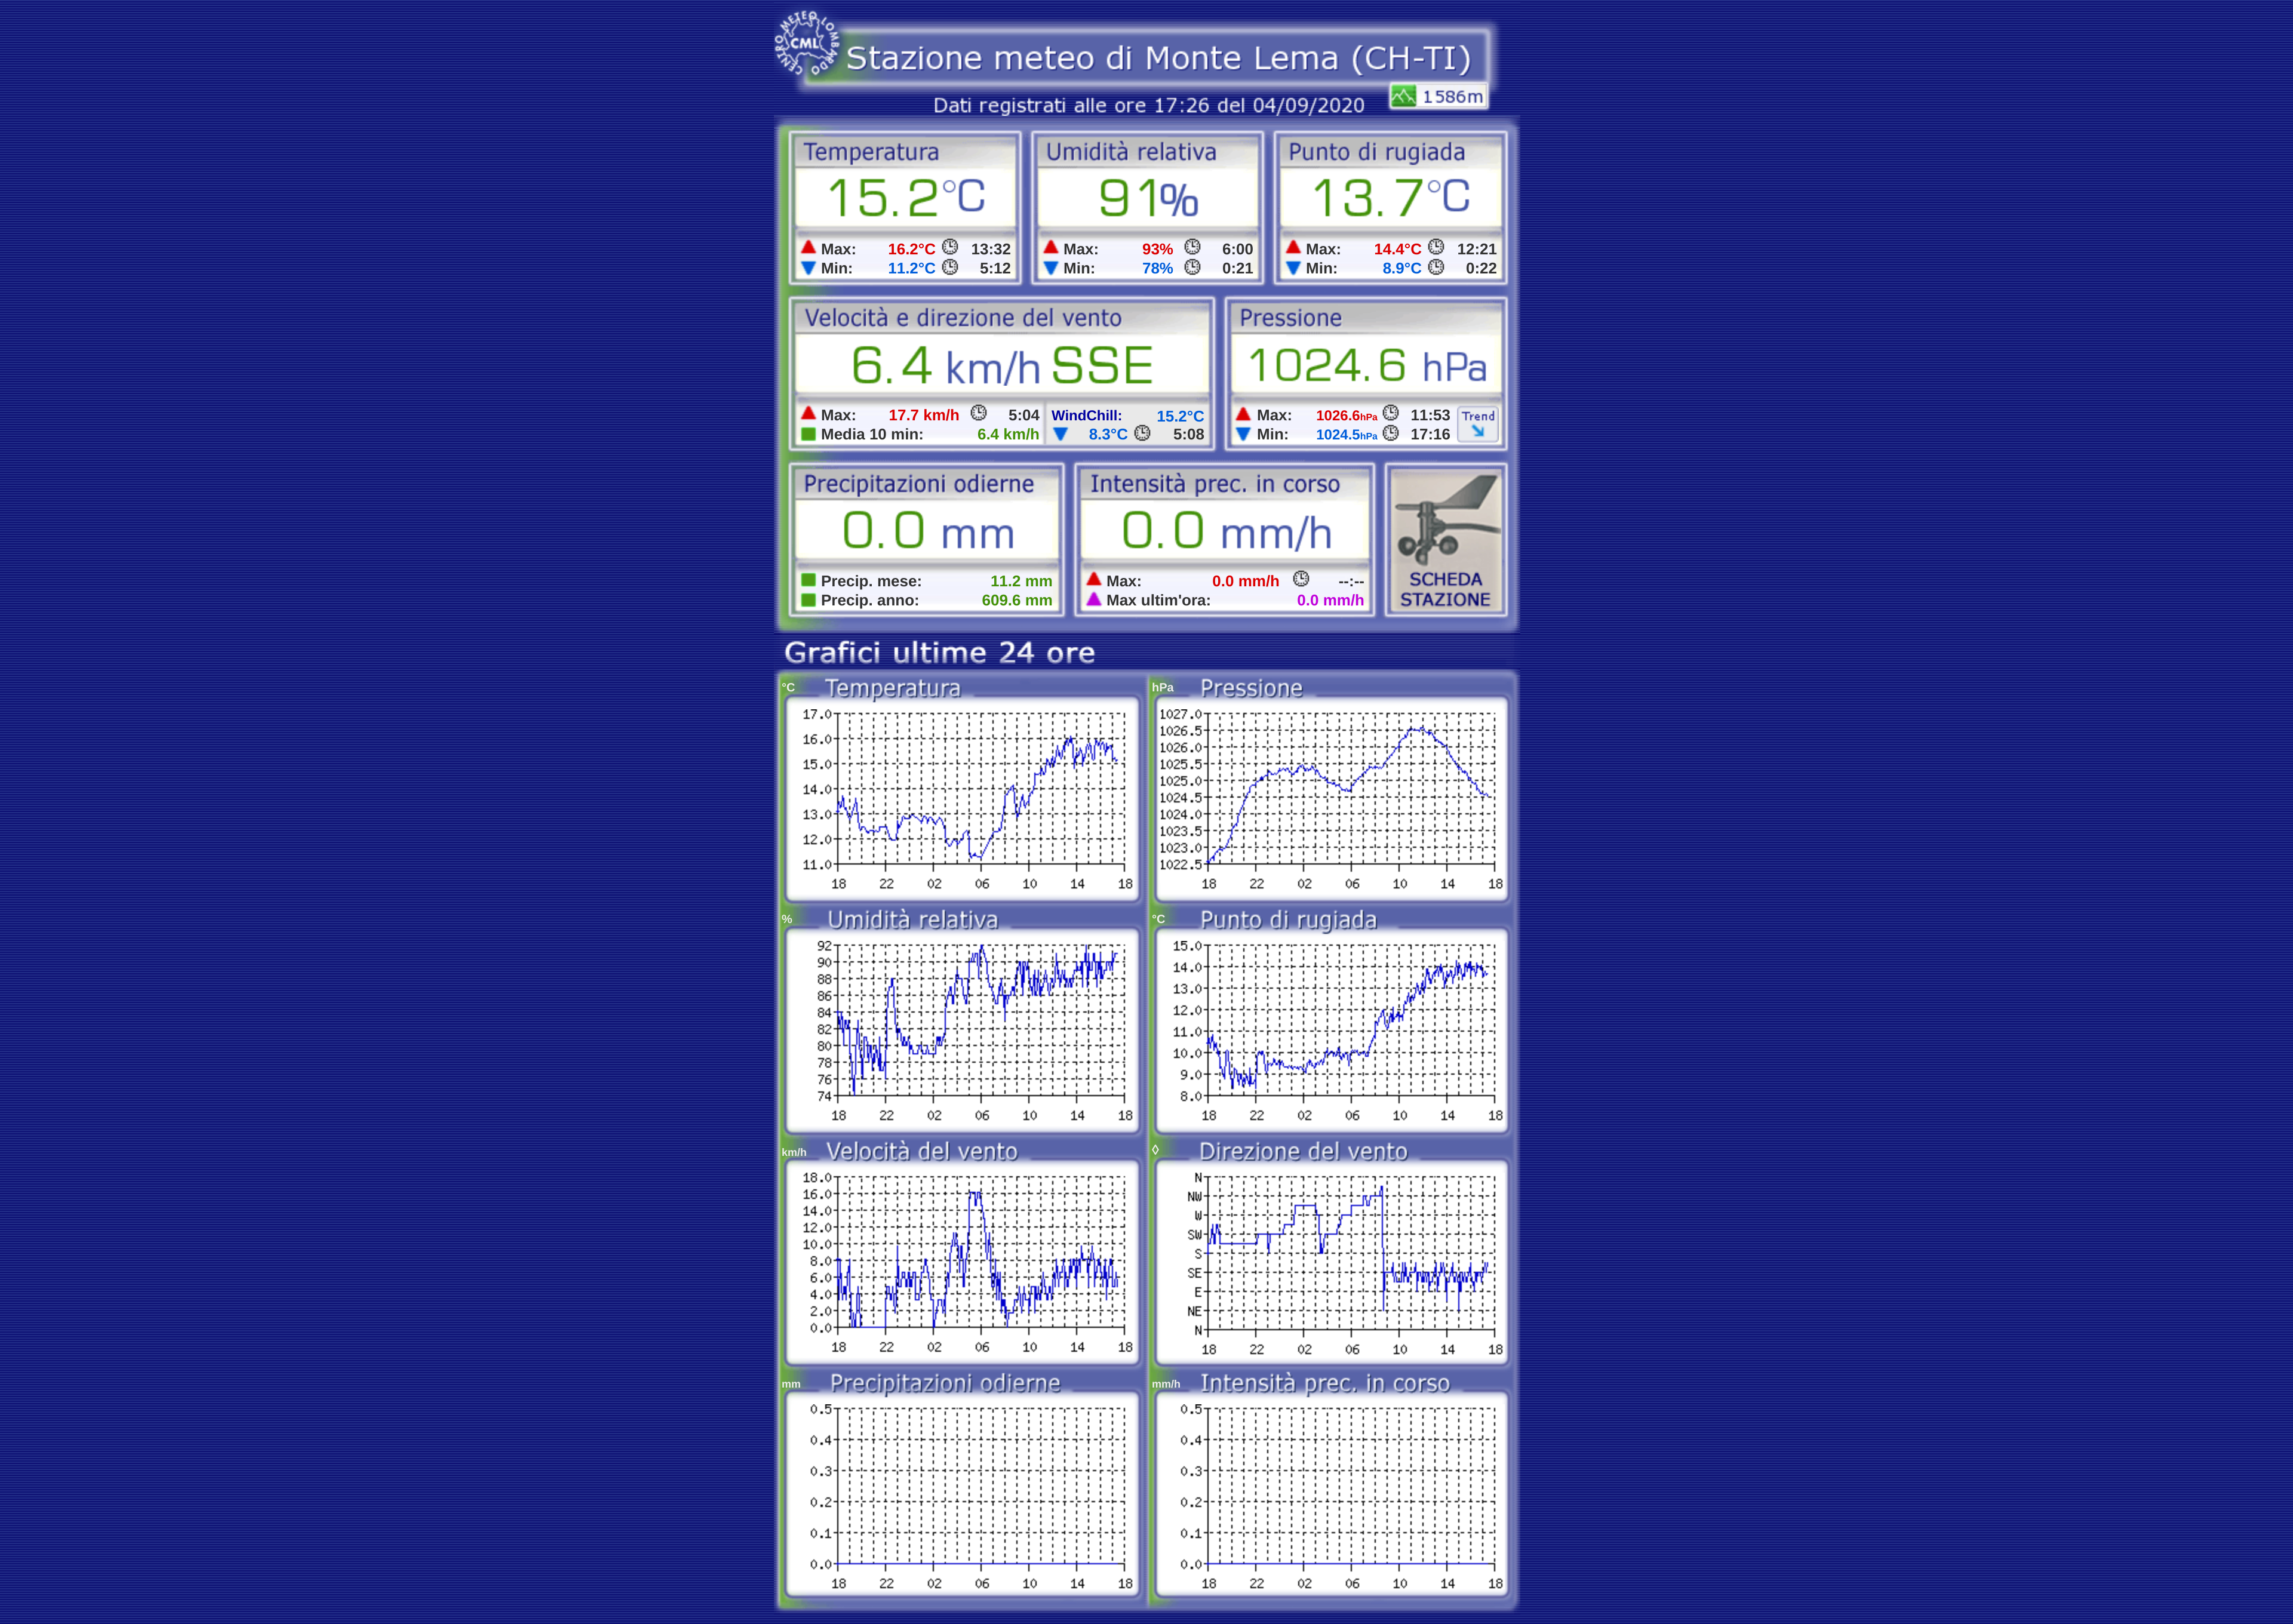 CENTRO METEO LOMBARDO
CML
Stazione meteo di Monte Lema (CH-TI)
Dati registrati alle ore 17:26 del 04/09/2020
1586m
Temperatura
15.2°C
Max: 16.2°C 13:32
Min: 11.2°C 5:12
Umidità relativa
91%
Max: 93% 6:00
Min: 78% 0:21
Punto di rugiada
13.7°C
Max: 14.4°C 12:21
Min: 8.9°C 0:22
Velocità e direzione del vento
6.4 km/h SSE
Max: 17.7 km/h 5:04
Media 10 min: 6.4 km/h
WindChill: 15.2°C
8.3°C 5:08
Pressione
1024.6 hPa
Max: 1026.6hPa 11:53
Min: 1024.5hPa 17:16
Trend
Precipitazioni odierne
0.0 mm
Precip. mese: 11.2 mm
Precip. anno: 609.6 mm
Intensità prec. in corso
0.0 mm/h
Max: 0.0 mm/h --:--
Max ultim'ora: 0.0 mm/h
SCHEDA
STAZIONE
Grafici ultime 24 ore
°C Temperatura
17.0
16.0
15.0
14.0
13.0
12.0
11.0
18 22 02 06 10 14 18
hPa Pressione
1027.0
1026.5
1026.0
1025.5
1025.0
1024.5
1024.0
1023.5
1023.0
1022.5
18 22 02 06 10 14 18
% Umidità relativa
92
90
88
86
84
82
80
78
76
74
18 22 02 06 10 14 18
°C Punto di rugiada
15.0
14.0
13.0
12.0
11.0
10.0
9.0
8.0
18 22 02 06 10 14 18
km/h Velocità del vento
18.0
16.0
14.0
12.0
10.0
8.0
6.0
4.0
2.0
0.0
18 22 02 06 10 14 18
◊ Direzione del vento
N
NW
W
SW
S
SE
E
NE
N
18 22 02 06 10 14 18
mm Precipitazioni odierne
0.5
0.4
0.3
0.2
0.1
0.0
18 22 02 06 10 14 18
mm/h Intensità prec. in corso
0.5
0.4
0.3
0.2
0.1
0.0
18 22 02 06 10 14 18